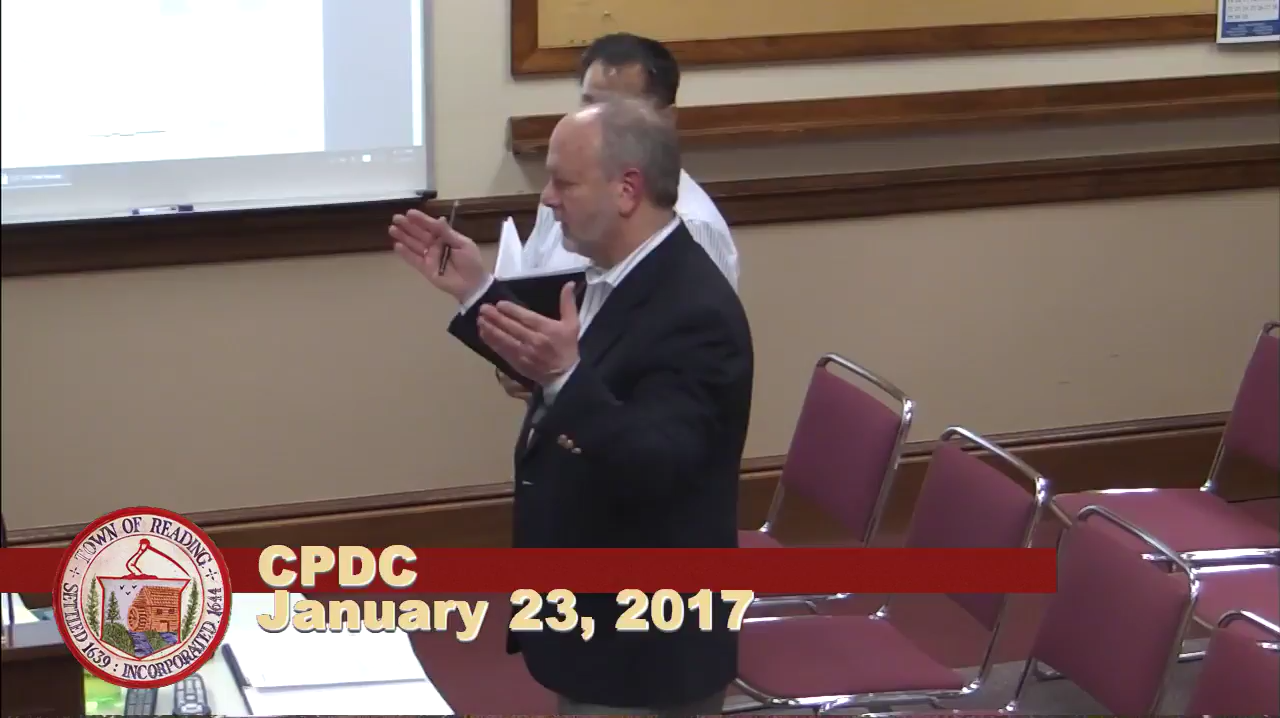 CPDC
January 23, 2017
TOWN OF READING
SETTLED 1639 : INCORPORATED 1644